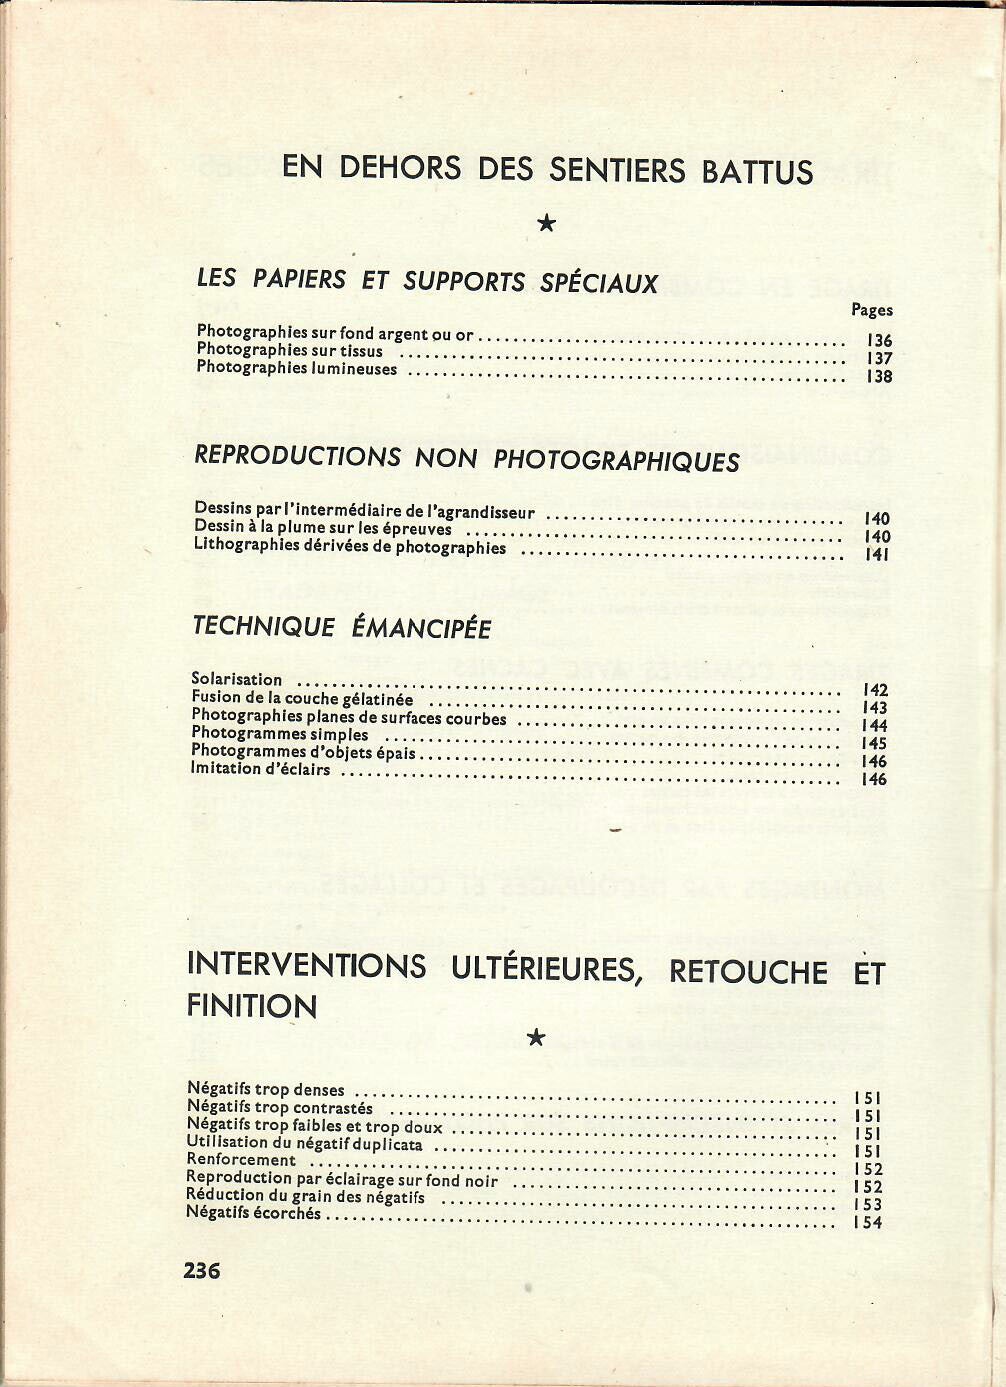 EN DEHORS DES SENTIERS BATTUS
★
LES PAPIERS ET SUPPORTS SPÉCIAUX
Pages
Photographies sur fond argent ou or ........................................ 136
Photographies sur tissus ........................................ 137
Photographies lumineuses ........................................ 138
REPRODUCTIONS NON PHOTOGRAPHIQUES
Dessins par l'intermédiaire de l'agrandisseur ........................................ 140
Dessin à la plume sur les épreuves ........................................ 140
Lithographies dérivées de photographies ........................................ 141
TECHNIQUE ÉMANCIPÉE
Solarisation ........................................ 142
Fusion de la couche gélatinée ........................................ 143
Photographies planes de surfaces courbes ........................................ 144
Photogrammes simples ........................................ 145
Photogrammes d'objets épais ........................................ 146
Imitation d'éclairs ........................................ 146
INTERVENTIONS ULTÉRIEURES, RETOUCHE ET
FINITION
★
Négatifs trop denses ........................................ 151
Négatifs trop contrastés ........................................ 151
Négatifs trop faibles et trop doux ........................................ 151
Utilisation du négatif duplicata ........................................ 151
Renforcement ........................................ 152
Reproduction par éclairage sur fond noir ........................................ 152
Réduction du grain des négatifs ........................................ 153
Négatifs écorchés ........................................ 154
236